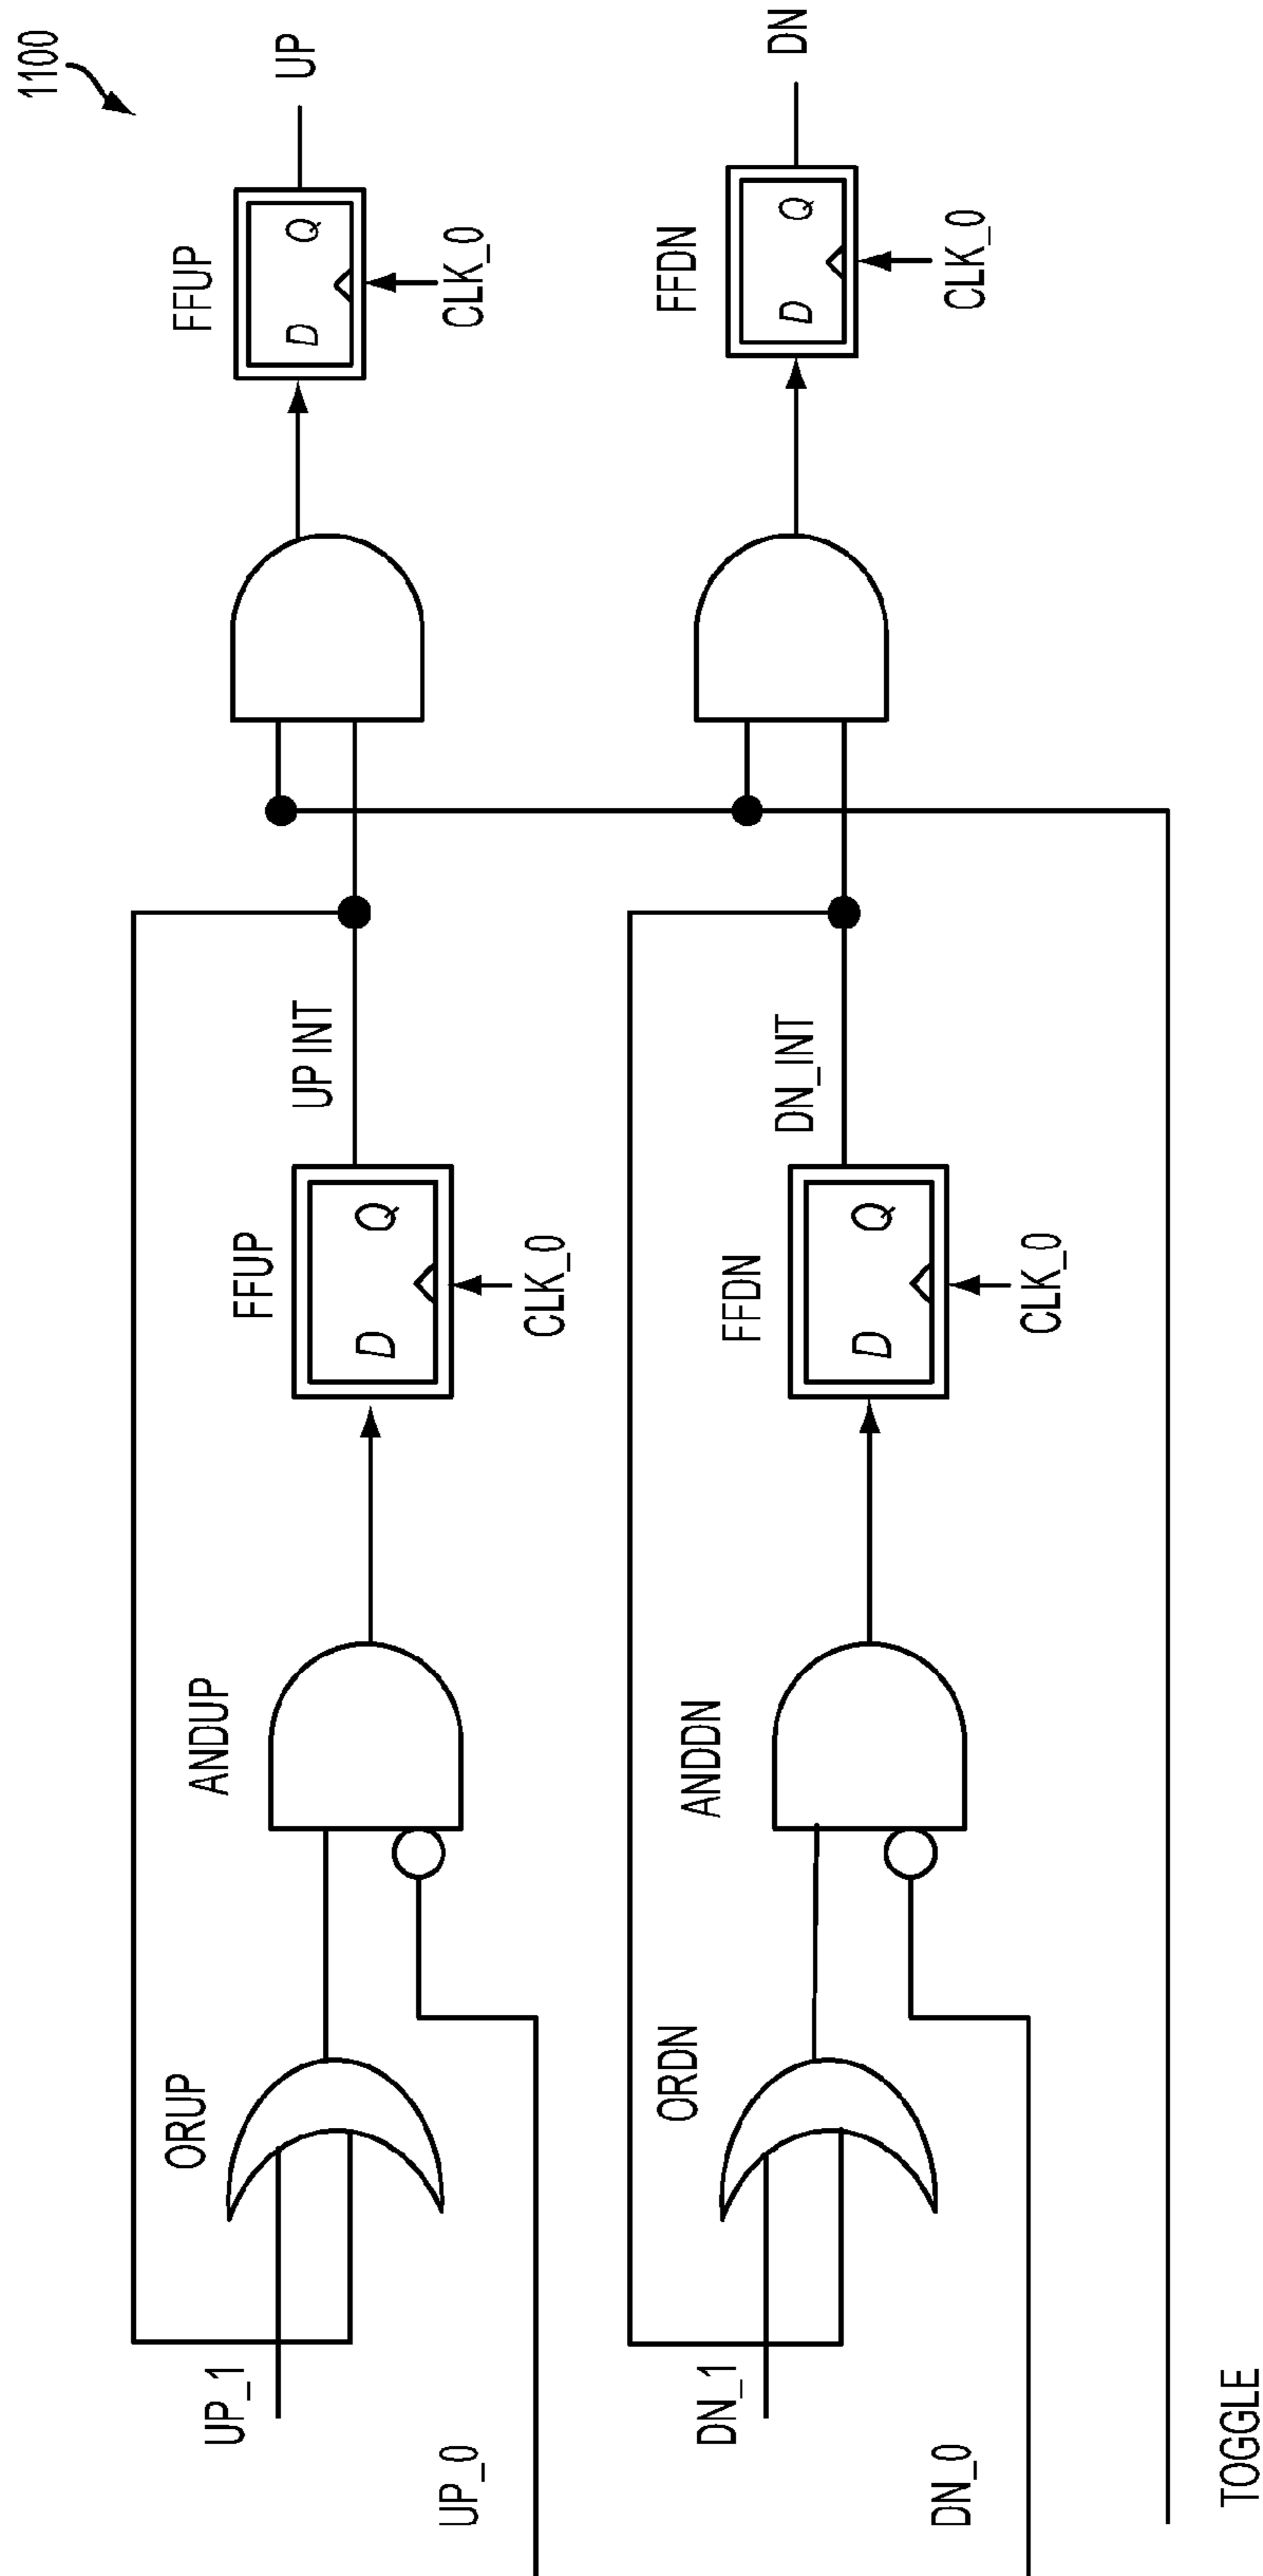 1100
UP_1
UP_0
ORUP
ANDUP
FFUP
D Q
CLK_0
UP INT
FFUP
D Q
CLK_0
UP
DN_1
DN_0
ORDN
ANDDN
FFDN
D Q
CLK_0
DN_INT
FFDN
D Q
CLK_0
DN
TOGGLE